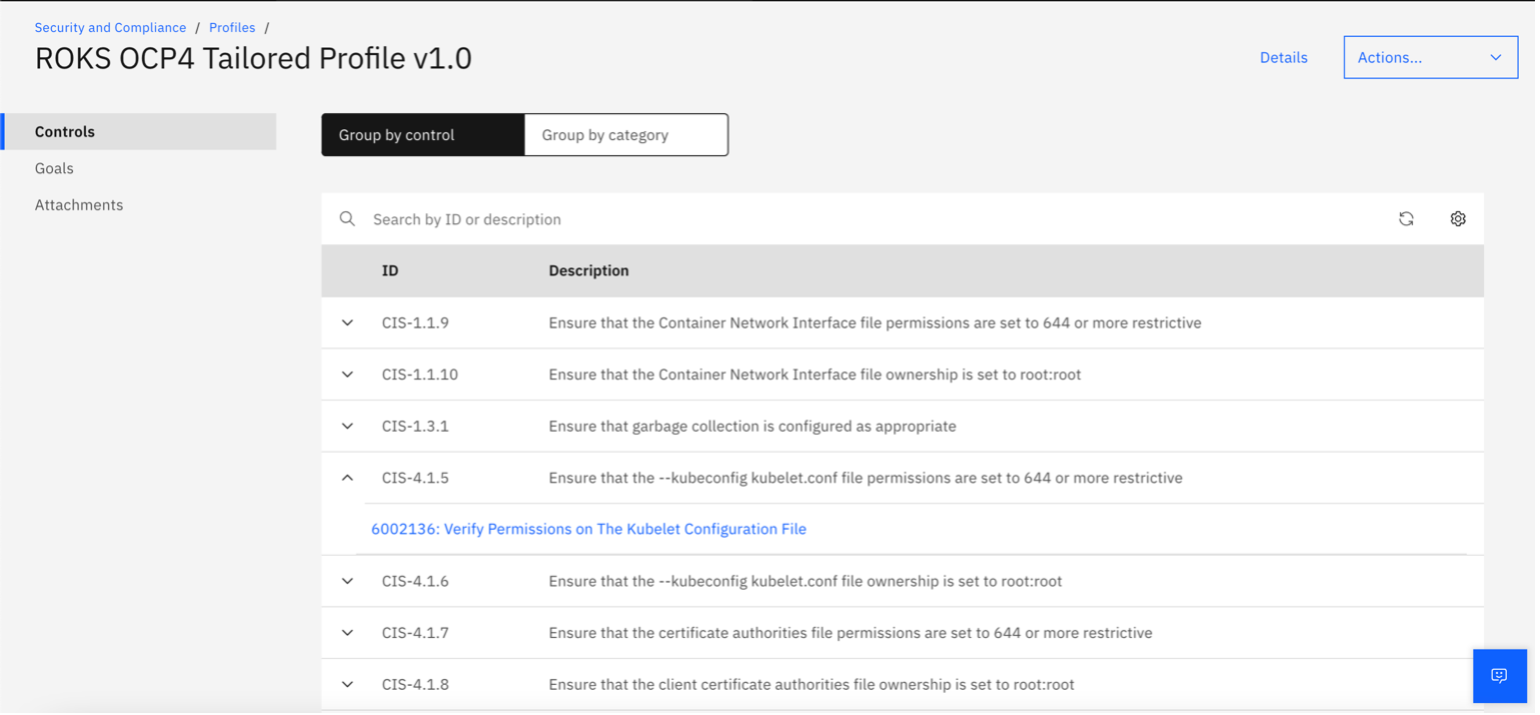 Security and Compliance / Profiles /
ROKS OCP4 Tailored Profile v1.0
Details
Actions...
Controls
Goals
Attachments
Group by control
Group by category
Search by ID or description
ID Description
CIS-1.1.9 Ensure that the Container Network Interface file permissions are set to 644 or more restrictive
CIS-1.1.10 Ensure that the Container Network Interface file ownership is set to root:root
CIS-1.3.1 Ensure that garbage collection is configured as appropriate
CIS-4.1.5 Ensure that the --kubeconfig kubelet.conf file permissions are set to 644 or more restrictive
6002136: Verify Permissions on The Kubelet Configuration File
CIS-4.1.6 Ensure that the --kubeconfig kubelet.conf file ownership is set to root:root
CIS-4.1.7 Ensure that the certificate authorities file permissions are set to 644 or more restrictive
CIS-4.1.8 Ensure that the client certificate authorities file ownership is set to root:root